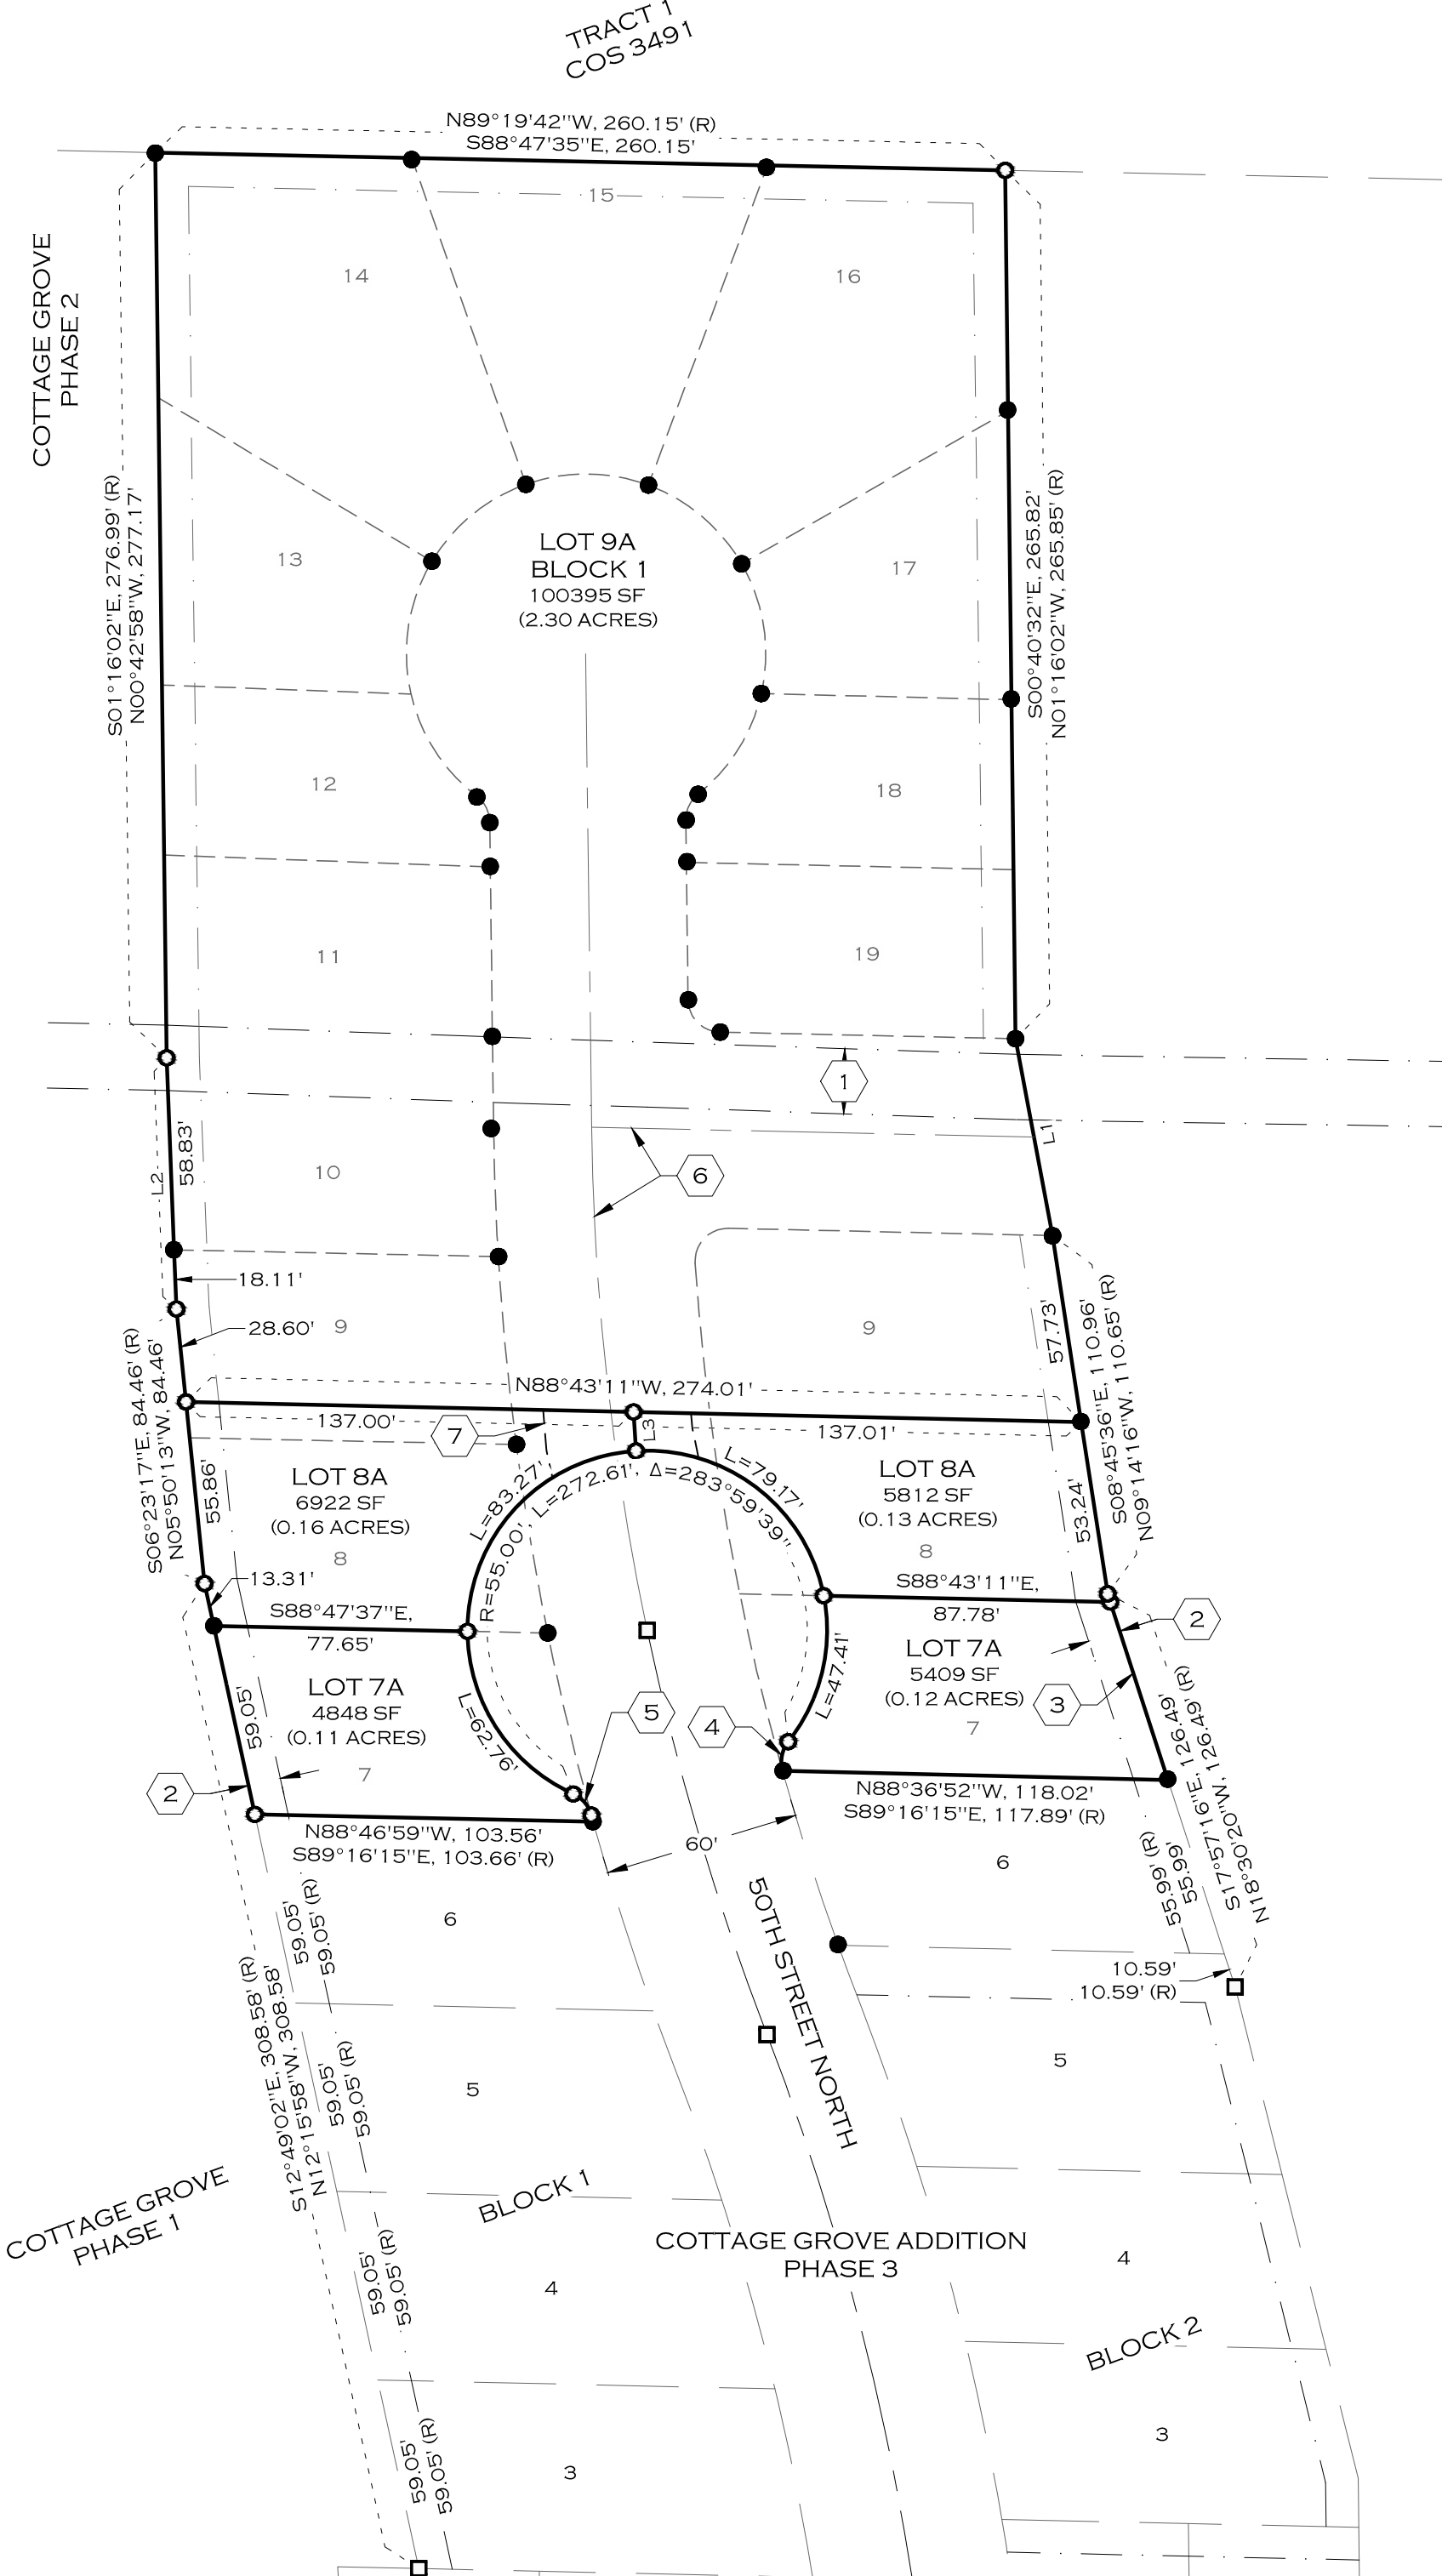 TRACT 1
COS 3491
N89°19'42"W, 260.15' (R)
S88°47'35"E, 260.15'
COTTAGE GROVE
PHASE 2
15
14
16
S01°16'02"E, 276.99' (R)
N00°42'58"W, 277.17'
S00°40'32"E, 265.82'
N01°16'02"W, 265.85' (R)
LOT 9A
BLOCK 1
100395 SF
(2.30 ACRES)
13
17
12
18
11
19
1
L1
58.83'
L2
10
6
18.11'
28.60'
9
9
57.73'
S08°45'36"E, 110.96'
N09°14'16"W, 110.65' (R)
S06°23'17"E, 84.46' (R)
N05°50'13"W, 84.46'
N88°43'11"W, 274.01'
137.00'
137.01'
7
L3
55.86'
LOT 8A
6922 SF
(0.16 ACRES)
8
L=83.27'
L=272.61', Δ=283°59'39"
R=55.00',
L=79.17'
LOT 8A
5812 SF
(0.13 ACRES)
8
53.24'
13.31'
S88°47'37"E,
77.65'
S88°43'11"E,
87.78'
2
LOT 7A
4848 SF
(0.11 ACRES)
7
59.05'
L=62.76'
L=47.41'
LOT 7A
5409 SF
(0.12 ACRES)
7
3
5
4
2
N88°46'59"W, 103.56'
S89°16'15"E, 103.66' (R)
N88°36'52"W, 118.02'
S89°16'15"E, 117.89' (R)
60'
S17°57'16"E, 126.49'
N18°30'20"W, 126.49' (R)
55.99' (R)
55.99'
6
6
59.05'
59.05' (R)
50TH STREET NORTH
10.59'
10.59' (R)
S12°49'02"E, 308.58' (R)
N12°15'58"W, 308.58'
59.05'
59.05' (R)
5
5
COTTAGE GROVE
PHASE 1
BLOCK 1
COTTAGE GROVE ADDITION
PHASE 3
59.05'
59.05' (R)
4
4
BLOCK 2
59.05'
59.05' (R)
3
3